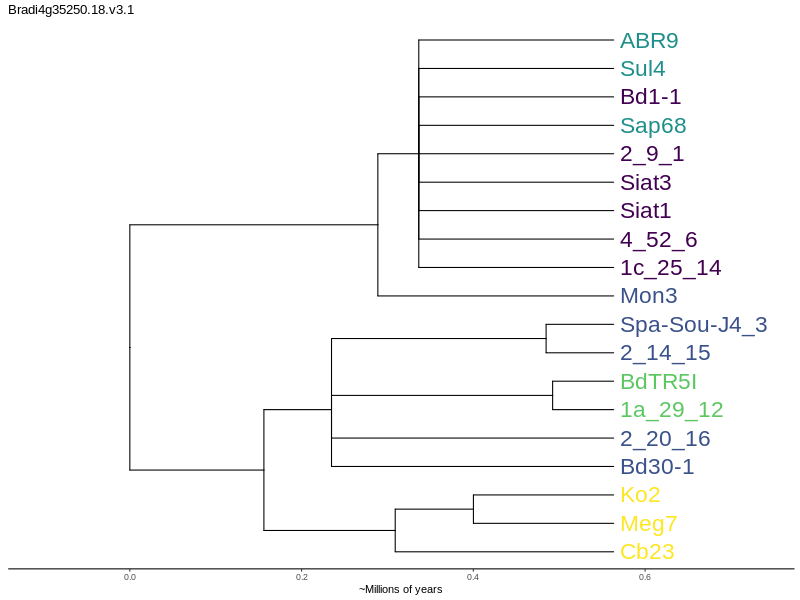 Bradi4g35250.18.v3.1
ABR9
Sul4
Bd1-1
Sap68
2_9_1
Siat3
Siat1
4_52_6
1c_25_14
Mon3
Spa-Sou-J4_3
2_14_15
BdTR5I
1a_29_12
2_20_16
Bd30-1
Ko2
Meg7
Cb23
0.0 0.2 0.4 0.6
~Millions of years